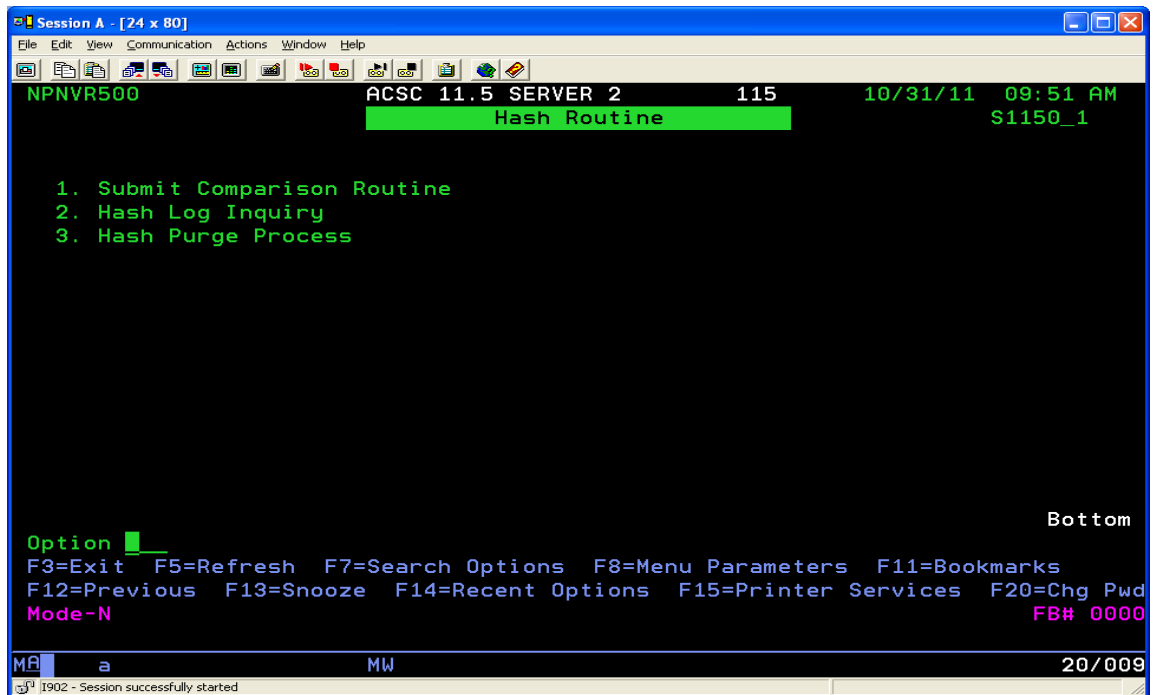 Session A - [24 x 80]
File Edit View Communication Actions Window Help
NPNVR500 ACSC 11.5 SERVER 2 115 10/31/11 09:51 AM
Hash Routine S1150_1
1. Submit Comparison Routine
2. Hash Log Inquiry
3. Hash Purge Process
Bottom
Option
F3=Exit F5=Refresh F7=Search Options F8=Menu Parameters F11=Bookmarks
F12=Previous F13=Snooze F14=Recent Options F15=Printer Services F20=Chg Pwd
Mode-N FB# 0000
MA a MW 20/009
I902 - Session successfully started